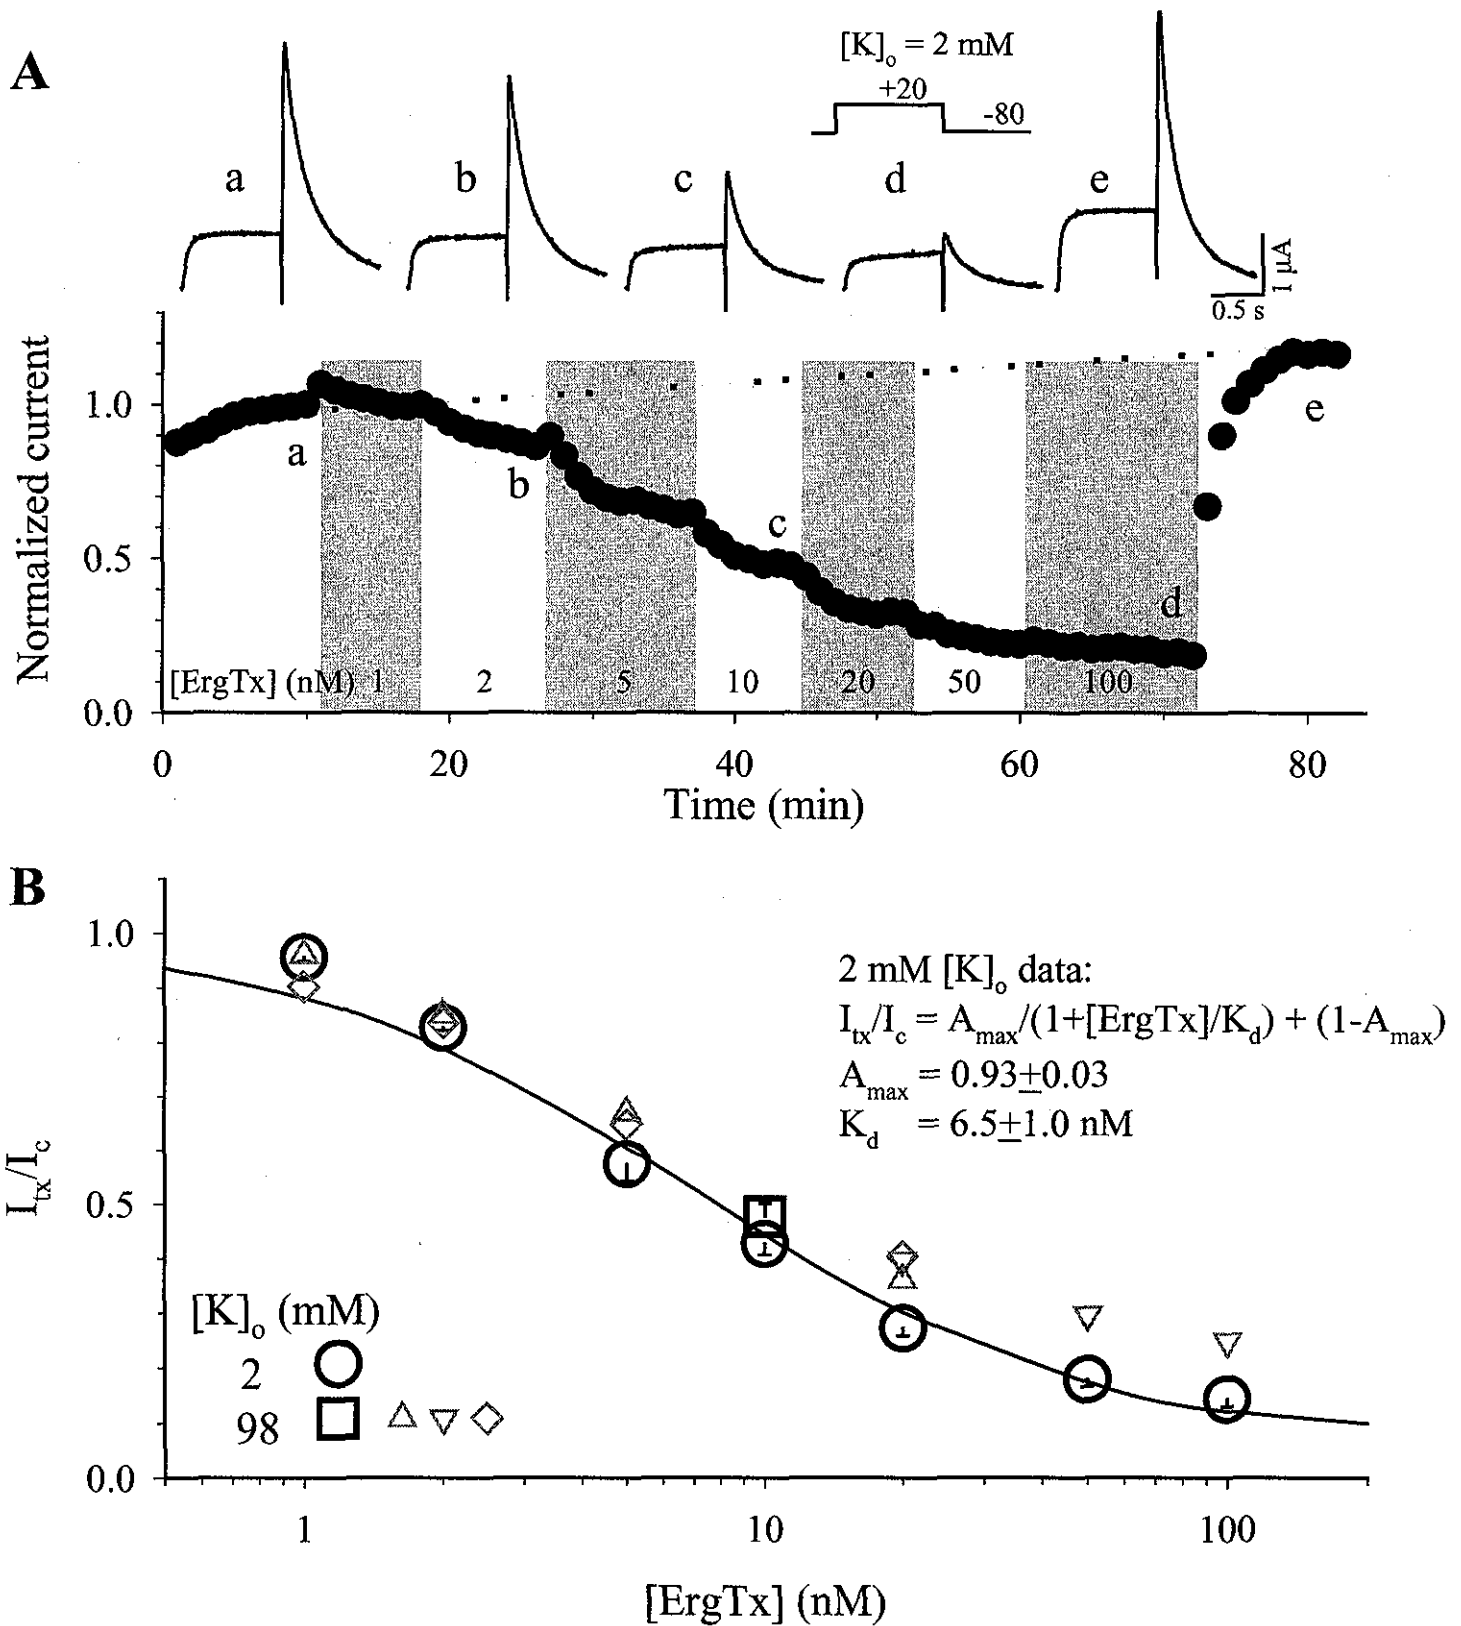 A
[K]o = 2 mM
+20
-80
a
b
c
d
e
1 μA
0.5 s
Normalized current
1.0
0.5
0.0
a
b
c
d
e
[ErgTx] (nM) 1 2 5 10 20 50 100
0 20 40 60 80
Time (min)
B
Itx/Ic
1.0
0.5
0.0
2 mM [K]o data:
Itx/Ic = Amax/(1+[ErgTx]/Kd) + (1-Amax)
Amax = 0.93±0.03
Kd = 6.5±1.0 nM
[K]o (mM)
2
98
1 10 100
[ErgTx] (nM)